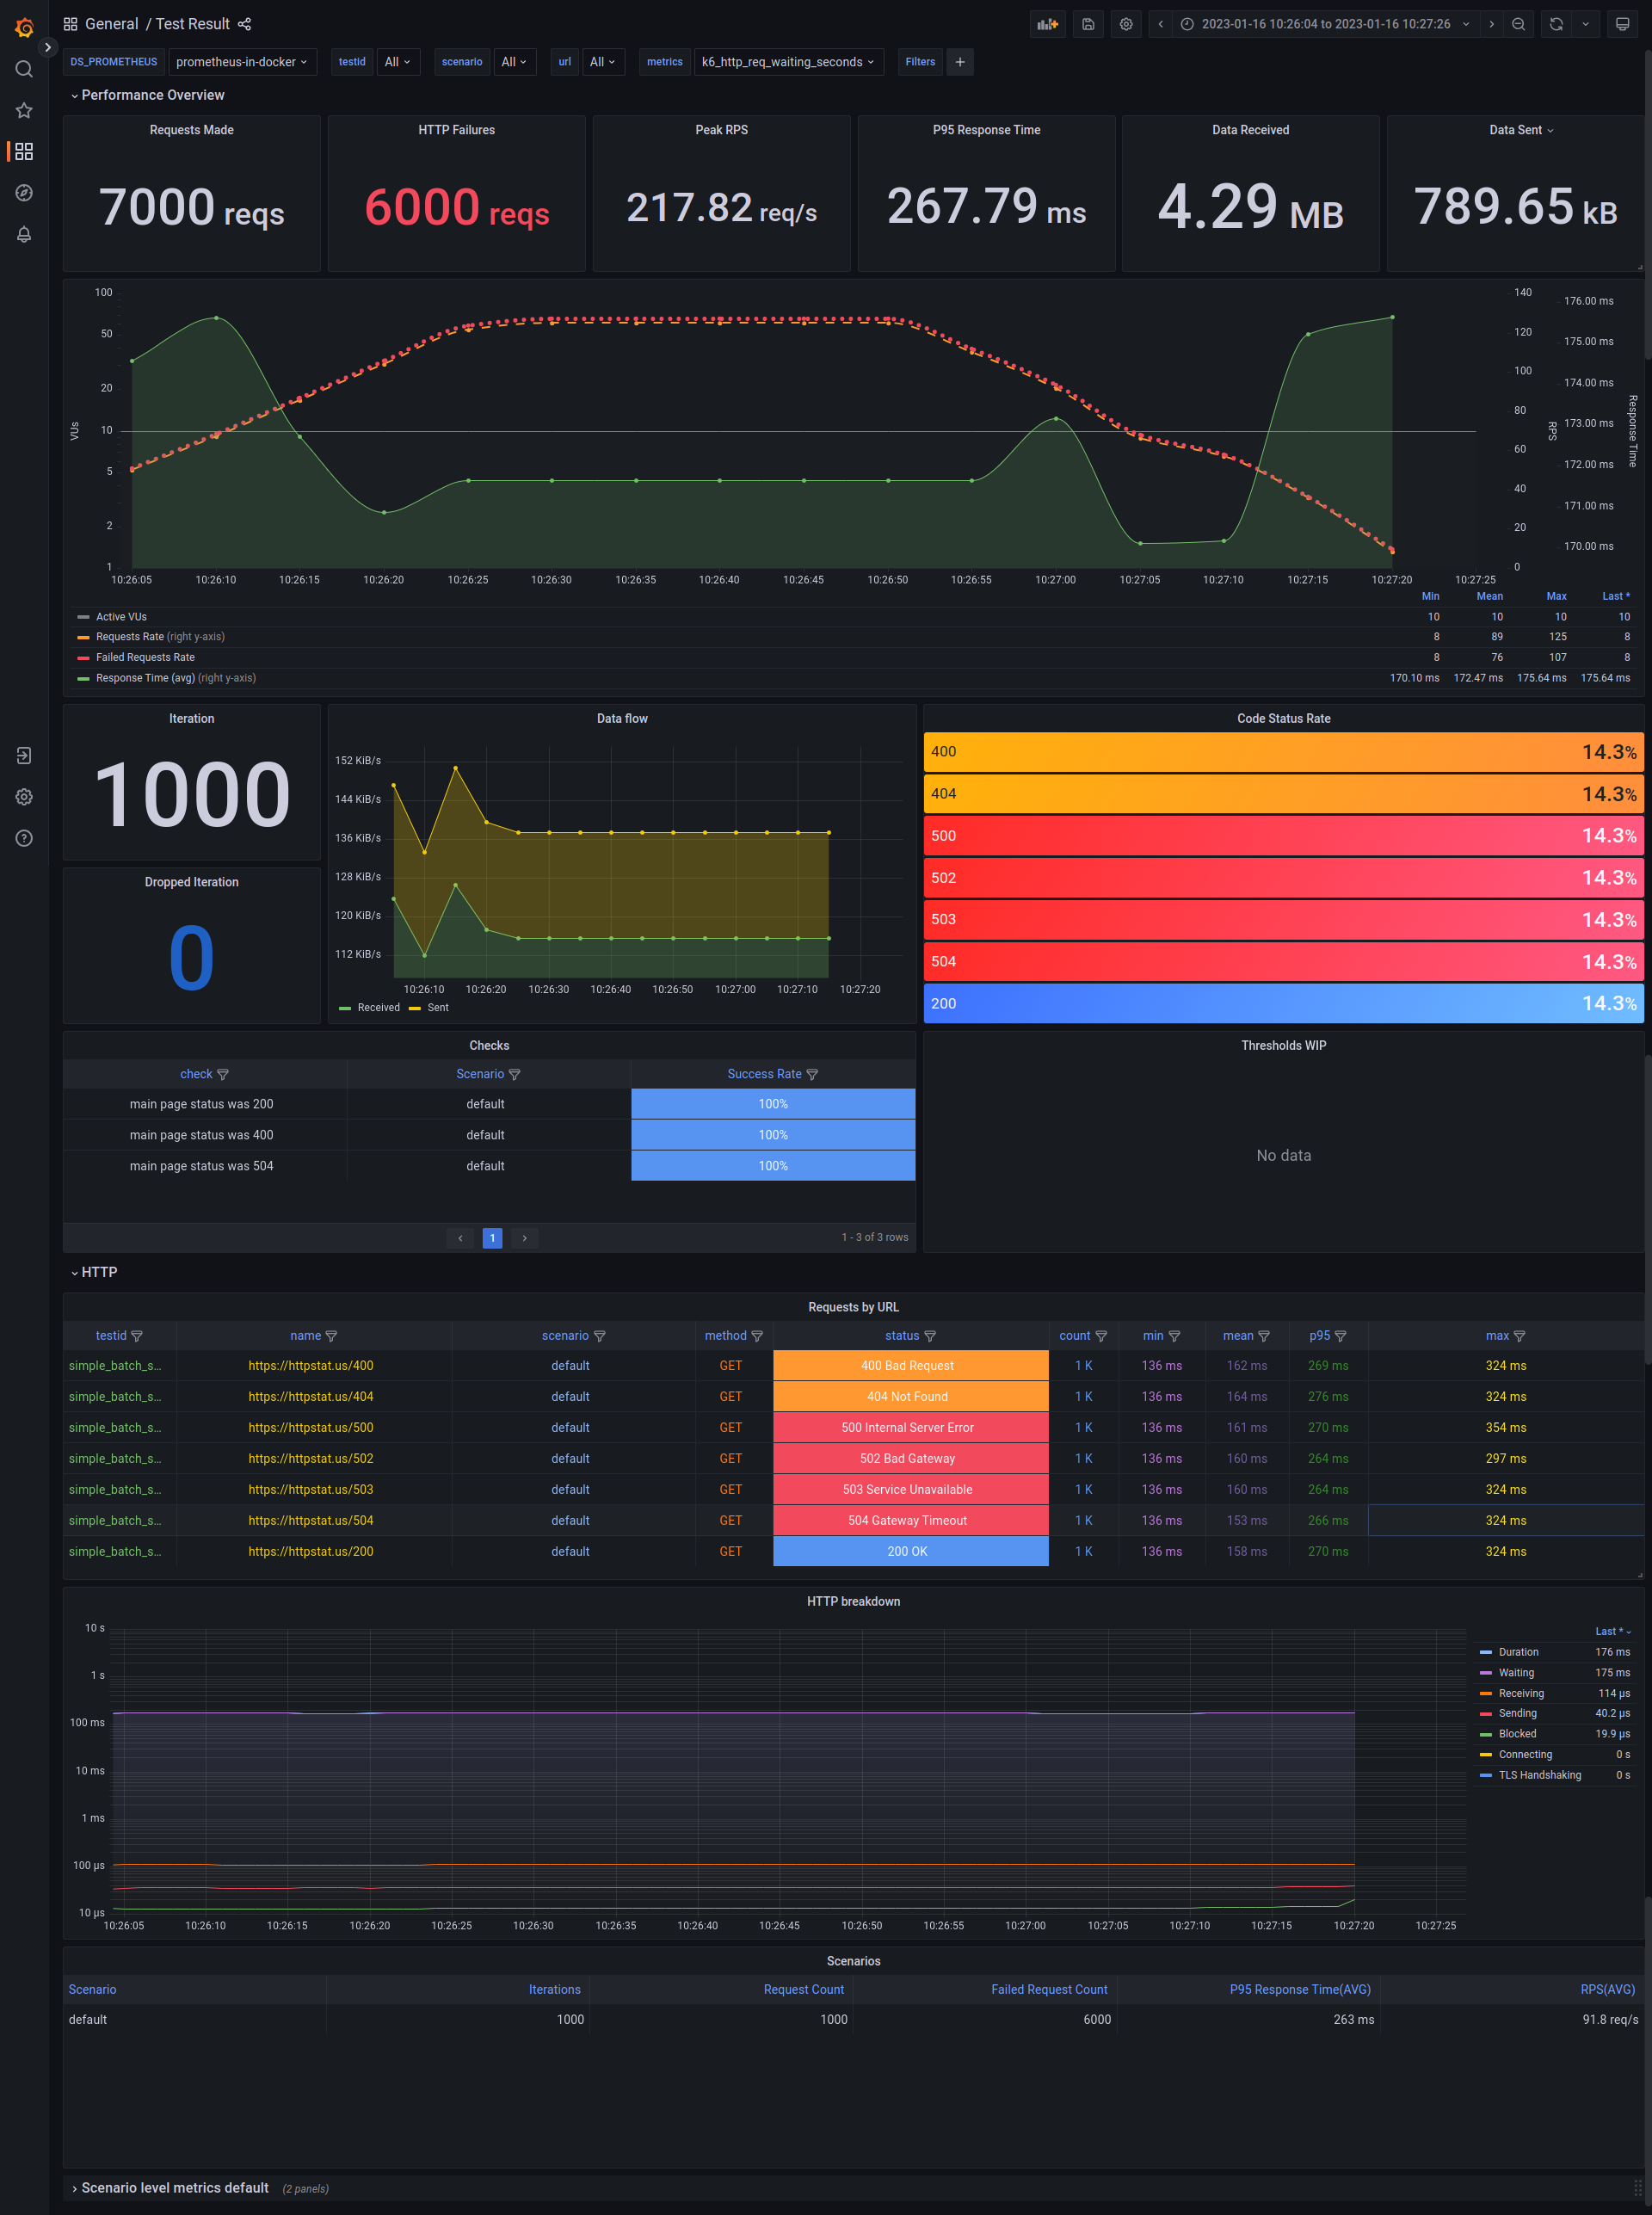 General / Test Result
2023-01-16 10:26:04 to 2023-01-16 10:27:26
DS_PROMETHEUS prometheus-in-docker testid All scenario All url All metrics k6_http_req_waiting_seconds Filters +
Performance Overview
Requests Made
7000 reqs
HTTP Failures
6000 reqs
Peak RPS
217.82 req/s
P95 Response Time
267.79 ms
Data Received
4.29 MB
Data Sent
789.65 kB
VUs
100
50
20
10
5
2
1
140
120
100
80
60
40
20
0
RPS
176.00 ms
175.00 ms
174.00 ms
173.00 ms
172.00 ms
171.00 ms
170.00 ms
Response Time
10:26:05 10:26:10 10:26:15 10:26:20 10:26:25 10:26:30 10:26:35 10:26:40 10:26:45 10:26:50 10:26:55 10:27:00 10:27:05 10:27:10 10:27:15 10:27:20 10:27:25
Min Mean Max Last *
Active VUs 10 10 10 10
Requests Rate (right y-axis) 8 89 125 8
Failed Requests Rate 8 76 107 8
Response Time (avg) (right y-axis) 170.10 ms 172.47 ms 175.64 ms 175.64 ms
Iteration
1000
Dropped Iteration
0
Data flow
152 KiB/s
144 KiB/s
136 KiB/s
128 KiB/s
120 KiB/s
112 KiB/s
10:26:10 10:26:20 10:26:30 10:26:40 10:26:50 10:27:00 10:27:10 10:27:20
Received Sent
Code Status Rate
400 14.3%
404 14.3%
500 14.3%
502 14.3%
503 14.3%
504 14.3%
200 14.3%
Checks
check Scenario Success Rate
main page status was 200 default 100%
main page status was 400 default 100%
main page status was 504 default 100%
1
1 - 3 of 3 rows
Thresholds WIP
No data
HTTP
Requests by URL
testid name scenario method status count min mean p95 max
simple_batch_s... https://httpstat.us/400 default GET 400 Bad Request 1 K 136 ms 162 ms 269 ms 324 ms
simple_batch_s... https://httpstat.us/404 default GET 404 Not Found 1 K 136 ms 164 ms 276 ms 324 ms
simple_batch_s... https://httpstat.us/500 default GET 500 Internal Server Error 1 K 136 ms 161 ms 270 ms 354 ms
simple_batch_s... https://httpstat.us/502 default GET 502 Bad Gateway 1 K 136 ms 160 ms 264 ms 297 ms
simple_batch_s... https://httpstat.us/503 default GET 503 Service Unavailable 1 K 136 ms 160 ms 264 ms 324 ms
simple_batch_s... https://httpstat.us/504 default GET 504 Gateway Timeout 1 K 136 ms 153 ms 266 ms 324 ms
simple_batch_s... https://httpstat.us/200 default GET 200 OK 1 K 136 ms 158 ms 270 ms 324 ms
HTTP breakdown
10 s
1 s
100 ms
10 ms
1 ms
100 µs
10 µs
10:26:05 10:26:10 10:26:15 10:26:20 10:26:25 10:26:30 10:26:35 10:26:40 10:26:45 10:26:50 10:26:55 10:27:00 10:27:05 10:27:10 10:27:15 10:27:20 10:27:25
Last *
Duration 176 ms
Waiting 175 ms
Receiving 114 µs
Sending 40.2 µs
Blocked 19.9 µs
Connecting 0 s
TLS Handshaking 0 s
Scenarios
Scenario Iterations Request Count Failed Request Count P95 Response Time(AVG) RPS(AVG)
default 1000 1000 6000 263 ms 91.8 req/s
Scenario level metrics default (2 panels)